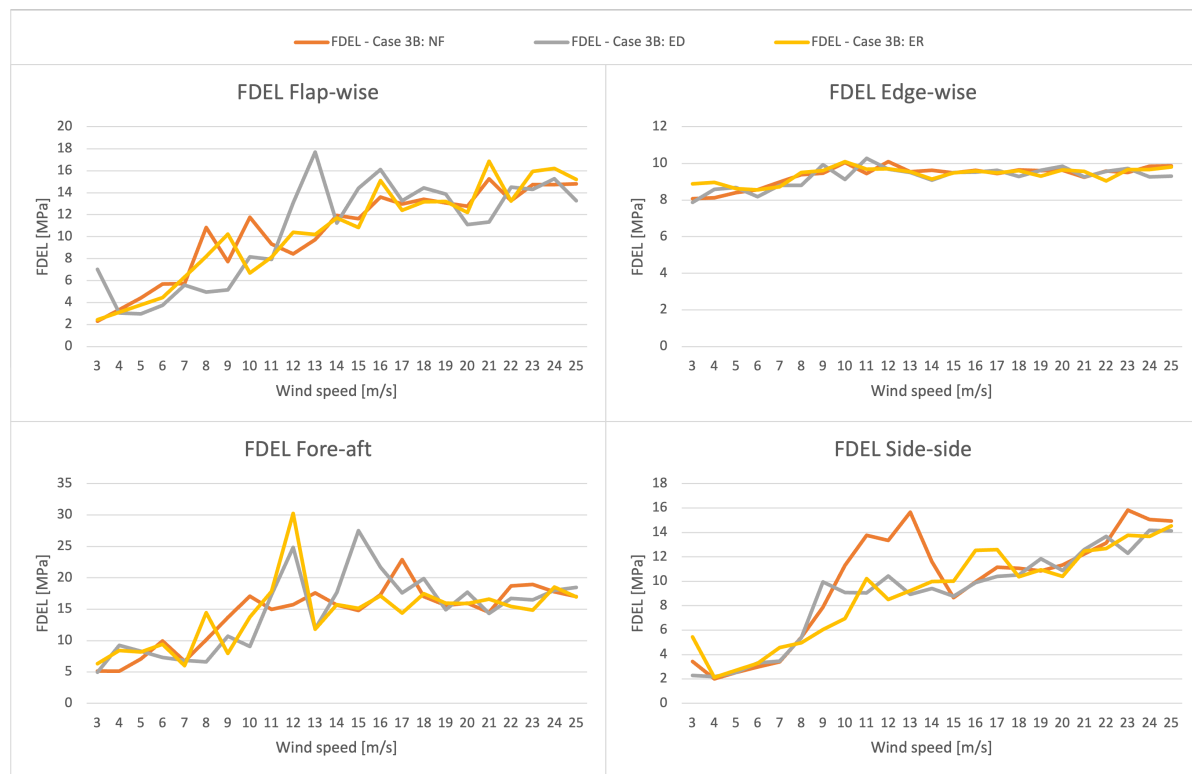 FDEL - Case 3B: NF
FDEL - Case 3B: ED
FDEL - Case 3B: ER
FDEL Flap-wise
FDEL [MPa]
20
18
16
14
12
10
8
6
4
2
0
3 4 5 6 7 8 9 10 11 12 13 14 15 16 17 18 19 20 21 22 23 24 25
Wind speed [m/s]
FDEL Edge-wise
FDEL [MPa]
12
10
8
6
4
2
0
3 4 5 6 7 8 9 10 11 12 13 14 15 16 17 18 19 20 21 22 23 24 25
Wind speed [m/s]
FDEL Fore-aft
FDEL [MPa]
35
30
25
20
15
10
5
0
3 4 5 6 7 8 9 10 11 12 13 14 15 16 17 18 19 20 21 22 23 24 25
Wind speed [m/s]
FDEL Side-side
FDEL [MPa]
18
16
14
12
10
8
6
4
2
0
3 4 5 6 7 8 9 10 11 12 13 14 15 16 17 18 19 20 21 22 23 24 25
Wind speed [m/s]